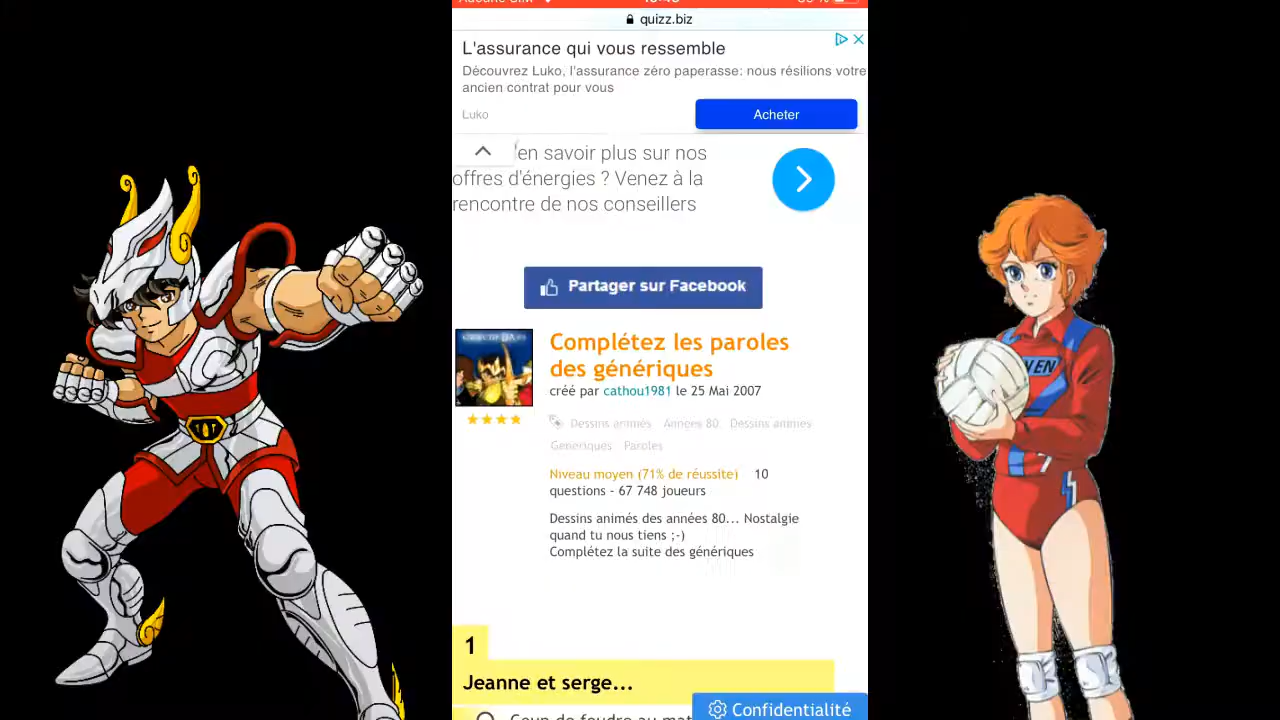 quizz.biz
L'assurance qui vous ressemble
Découvrez Luko, l'assurance zéro paperasse: nous résilions votre
ancien contrat pour vous
Luko
Acheter
en savoir plus sur nos
offres d'énergies ? Venez à la
rencontre de nos conseillers
Partager sur Facebook
Complétez les paroles
des génériques
créé par cathou1981 le 25 Mai 2007
Dessins animés Années 80 Dessins animés
Génériques Paroles
Niveau moyen (71% de réussite) 10
questions - 67 748 joueurs
Dessins animés des années 80... Nostalgie
quand tu nous tiens ;-)
Complétez la suite des génériques
1
Jeanne et serge...
Coup de foudre au
Confidentialité